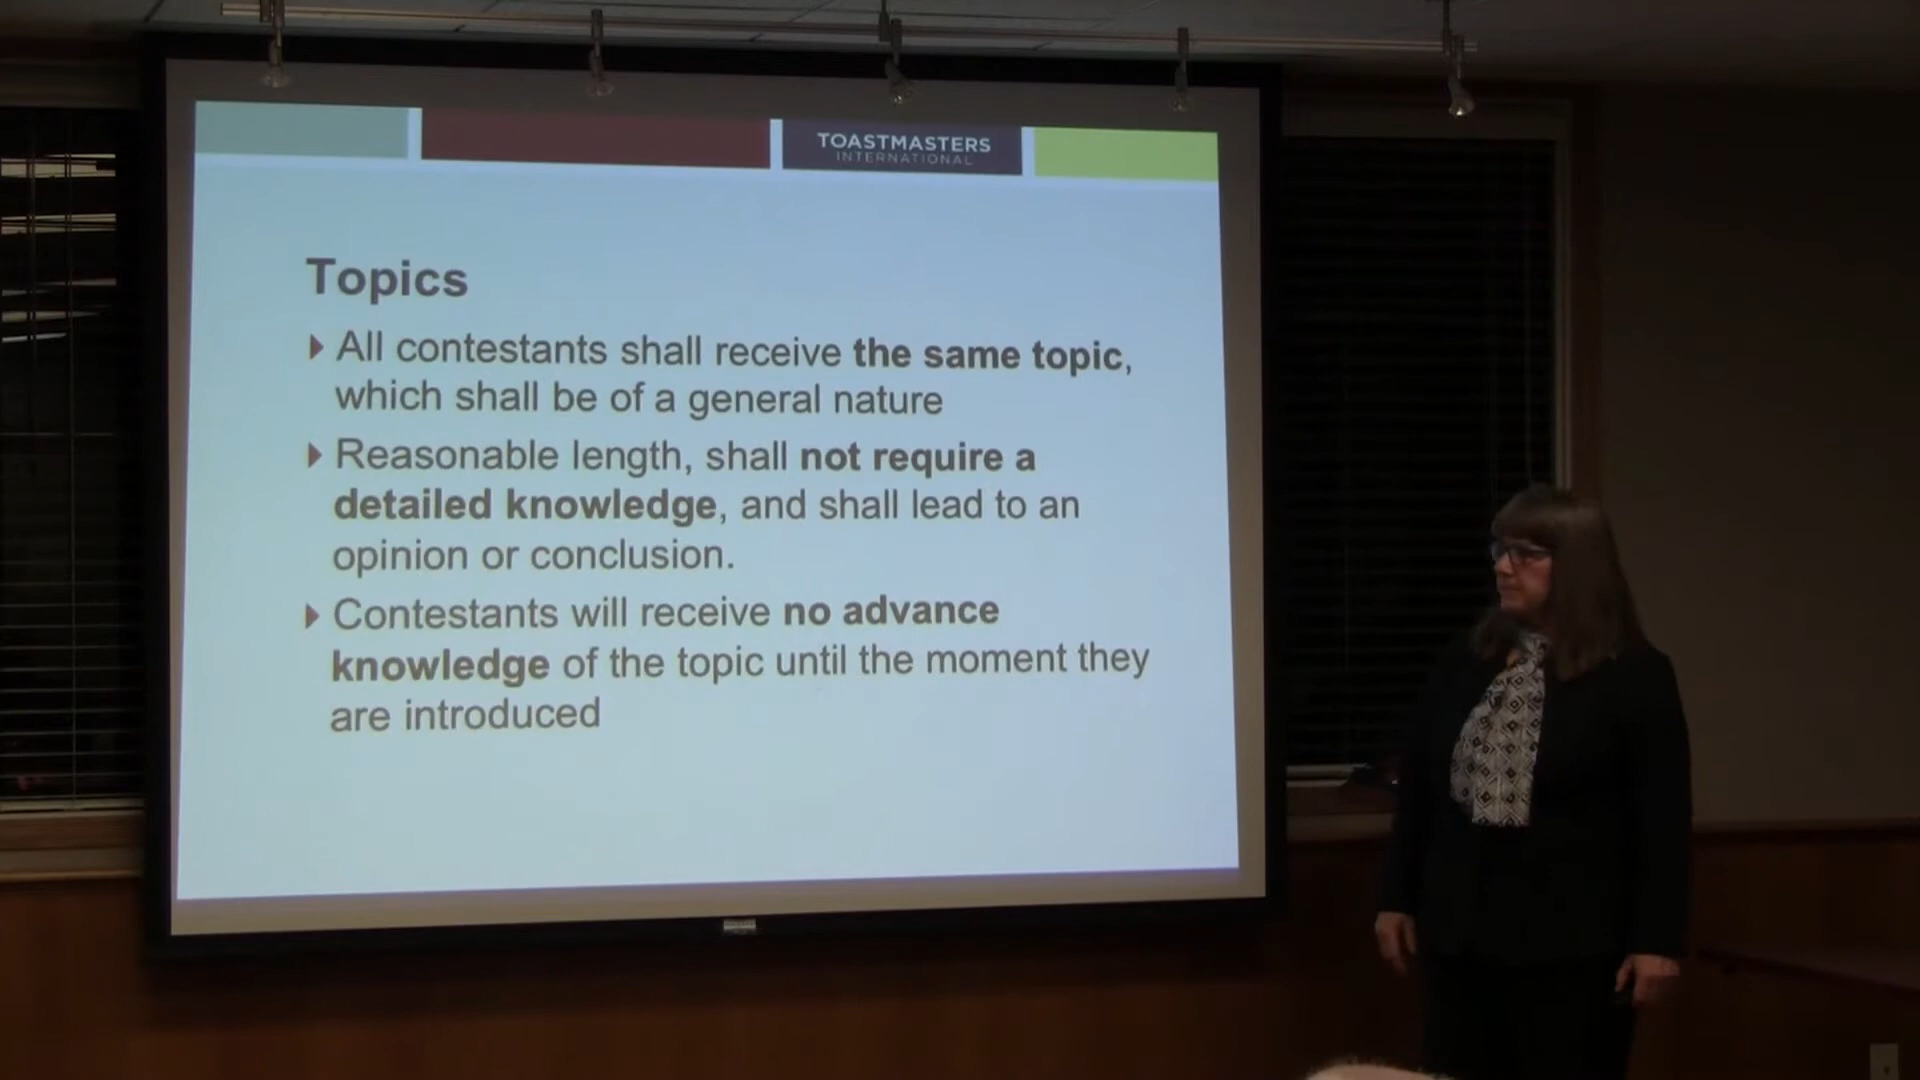 TOASTMASTERS
INTERNATIONAL
Topics
All contestants shall receive the same topic,
which shall be of a general nature
Reasonable length, shall not require a
detailed knowledge, and shall lead to an
opinion or conclusion.
Contestants will receive no advance
knowledge of the topic until the moment they
are introduced